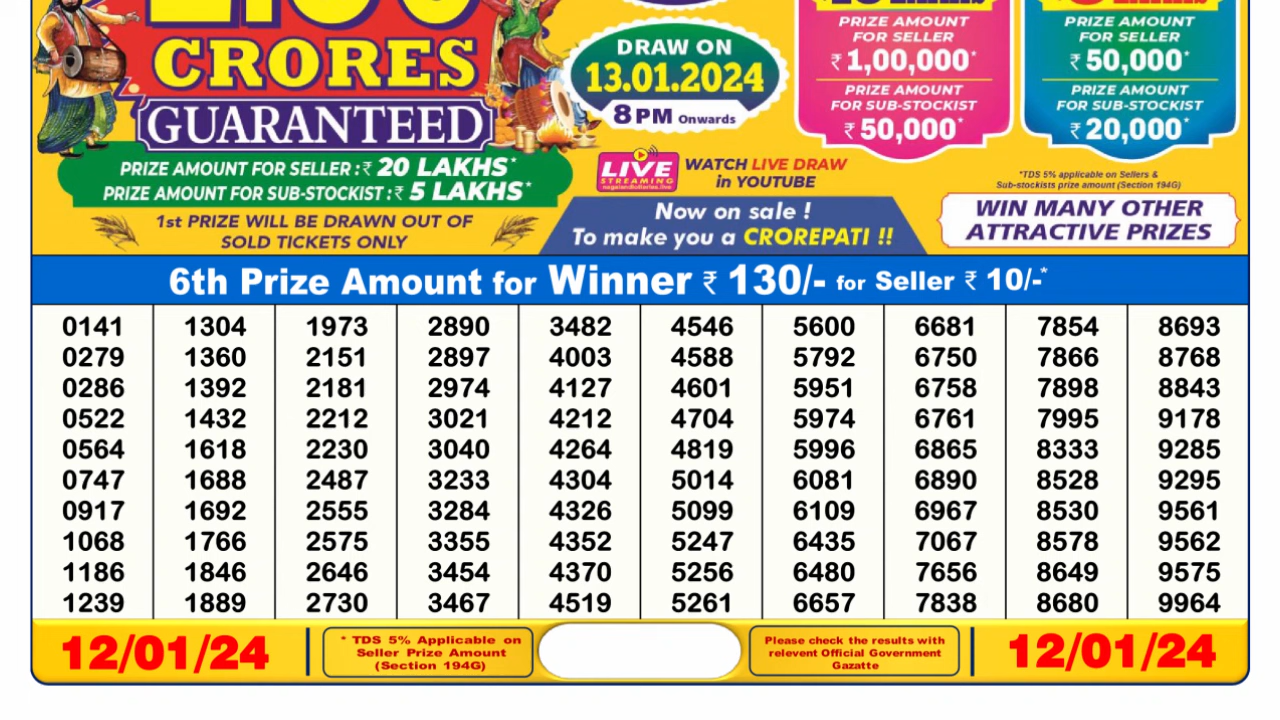 CRORES
GUARANTEED
PRIZE AMOUNT FOR SELLER :₹ 20 LAKHS*
PRIZE AMOUNT FOR SUB-STOCKIST :₹ 5 LAKHS*
1st PRIZE WILL BE DRAWN OUT OF
SOLD TICKETS ONLY
DRAW ON
13.01.2024
8 PM Onwards
LIVE
STREAMING
nagalandlotteries.live
WATCH LIVE DRAW
in YOUTUBE
Now on sale !
To make you a CROREPATI !!
PRIZE AMOUNT
FOR SELLER
₹ 1,00,000*
PRIZE AMOUNT
FOR SUB-STOCKIST
₹ 50,000*
PRIZE AMOUNT
FOR SELLER
₹ 50,000*
PRIZE AMOUNT
FOR SUB-STOCKIST
₹ 20,000*
*TDS 5% applicable on Sellers &
Sub-stockists prize amount (Section 194G)
WIN MANY OTHER
ATTRACTIVE PRIZES
6th Prize Amount for Winner ₹ 130/- for Seller ₹ 10/-*
0141 1304 1973 2890 3482 4546 5600 6681 7854 8693
0279 1360 2151 2897 4003 4588 5792 6750 7866 8768
0286 1392 2181 2974 4127 4601 5951 6758 7898 8843
0522 1432 2212 3021 4212 4704 5974 6761 7995 9178
0564 1618 2230 3040 4264 4819 5996 6865 8333 9285
0747 1688 2487 3233 4304 5014 6081 6890 8528 9295
0917 1692 2555 3284 4326 5099 6109 6967 8530 9561
1068 1766 2575 3355 4352 5247 6435 7067 8578 9562
1186 1846 2646 3454 4370 5256 6480 7656 8649 9575
1239 1889 2730 3467 4519 5261 6657 7838 8680 9964
12/01/24
* TDS 5% Applicable on
Seller Prize Amount
(Section 194G)
Please check the results with
relevent Official Government
Gazatte
12/01/24